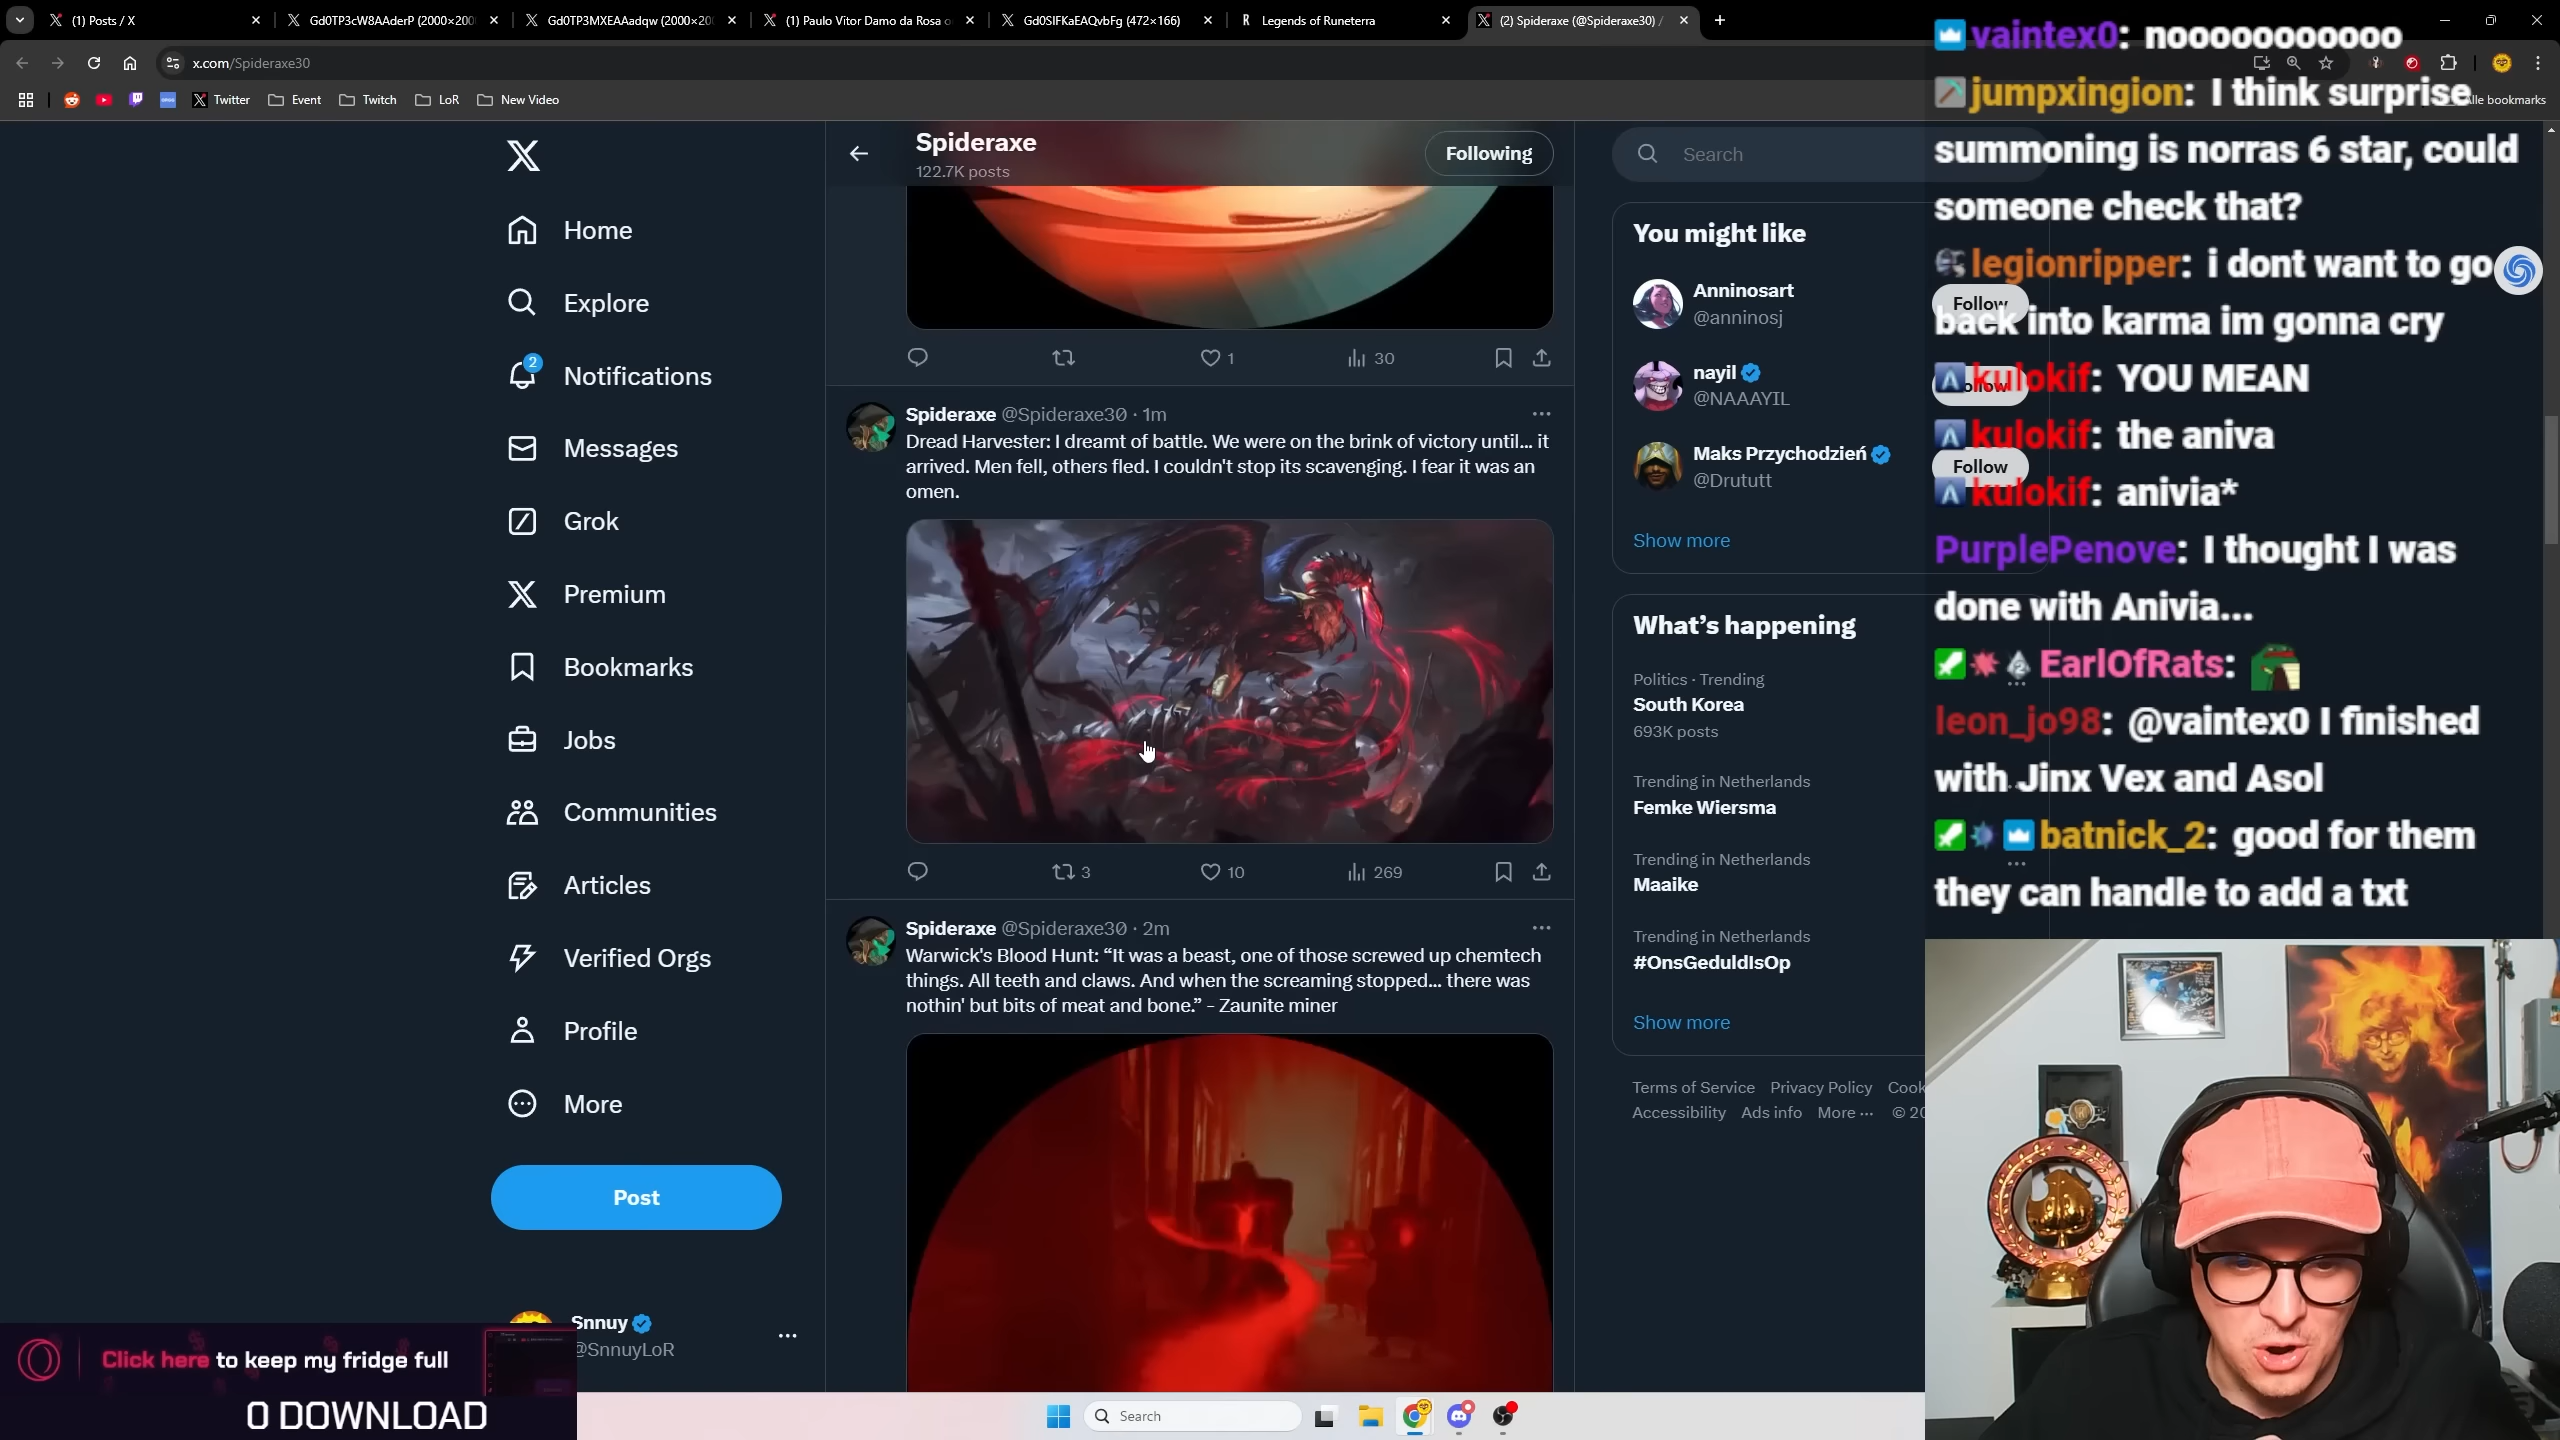 (1) Posts / X
Gd0TP3cW8AAderP (2000×200
Gd0TP3MXEAAadqw (2000×20
(1) Paulo Vitor Damo da Rosa o
Gd0SIFKaEAQvbFg (472×166)
Legends of Runeterra
(2) Spideraxe (@Spideraxe30) /
x.com/Spideraxe30
Twitter
Event
Twitch
LoR
New Video
Alle bookmarks
Home
Explore
2
Notifications
Messages
Grok
Premium
Bookmarks
Jobs
Communities
Articles
Verified Orgs
Profile
More
Post
Snnuy
@SnnuyLoR
Click here to keep my fridge full
0 DOWNLOAD
Spideraxe
122.7K posts
Following
1
30
Spideraxe @Spideraxe30 · 1m
Dread Harvester: I dreamt of battle. We were on the brink of victory until... it
arrived. Men fell, others fled. I couldn't stop its scavenging. I fear it was an
omen.
3
10
269
Spideraxe @Spideraxe30 · 2m
Warwick's Blood Hunt: “It was a beast, one of those screwed up chemtech
things. All teeth and claws. And when the screaming stopped... there was
nothin' but bits of meat and bone.” - Zaunite miner
Search
You might like
Anninosart
@anninosj
Follow
nayil
@NAAAYIL
Follow
Maks Przychodzień
@Drututt
Follow
Show more
What’s happening
Politics · Trending
South Korea
693K posts
Trending in Netherlands
Femke Wiersma
Trending in Netherlands
Maaike
Trending in Netherlands
#OnsGeduldIsOp
Show more
Terms of Service Privacy Policy
Accessibility Ads info More ···
vaintex0: nooooooooooo
jumpxingion: I think surprise
summoning is norras 6 star, could
someone check that?
legionripper: i dont want to go
back into karma im gonna cry
kulokif: YOU MEAN
kulokif: the aniva
kulokif: anivia*
PurplePenove: I thought I was
done with Anivia...
EarlOfRats:
leon_jo98: @vaintex0 I finished
with Jinx Vex and Asol
batnick_2: good for them
they can handle to add a txt
Search